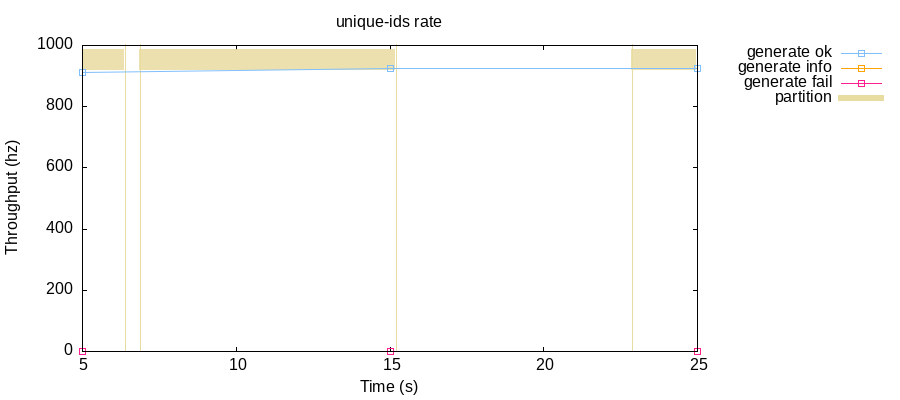 unique-ids rate
1000
800
600
400
200
0
5
10
15
20
25
Throughput (hz)
Time (s)
generate ok
generate info
generate fail
partition